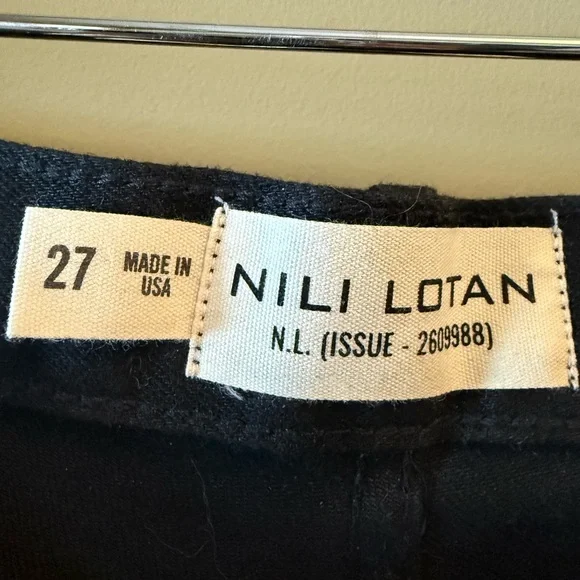 27
MADE IN
USA
NILI LOTAN
N.L. (ISSUE - 2609988)